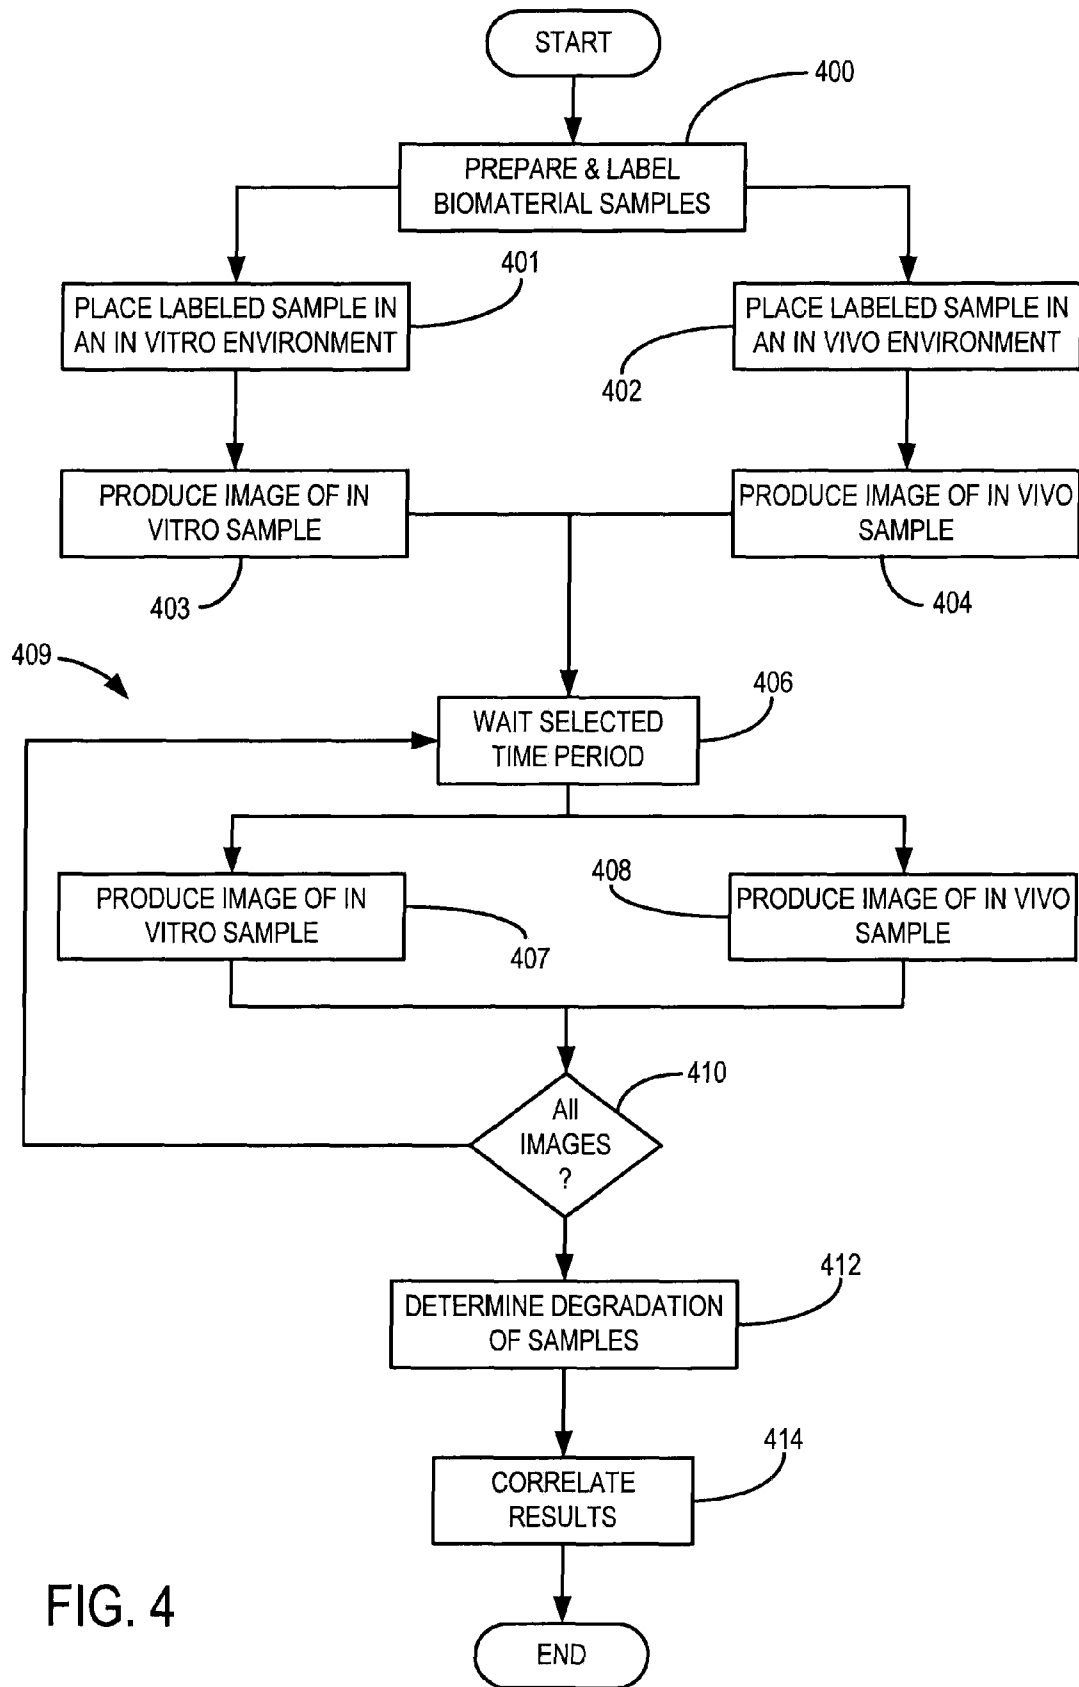 START
400
PREPARE & LABEL
BIOMATERIAL SAMPLES
401
PLACE LABELED SAMPLE IN
AN IN VITRO ENVIRONMENT
PLACE LABELED SAMPLE IN
AN IN VIVO ENVIRONMENT
402
PRODUCE IMAGE OF IN
VITRO SAMPLE
PRODUCE IMAGE OF IN VIVO
SAMPLE
403
404
409
406
WAIT SELECTED
TIME PERIOD
PRODUCE IMAGE OF IN
VITRO SAMPLE
407
408
PRODUCE IMAGE OF IN VIVO
SAMPLE
410
All
IMAGES
?
412
DETERMINE DEGRADATION
OF SAMPLES
414
CORRELATE
RESULTS
FIG. 4
END